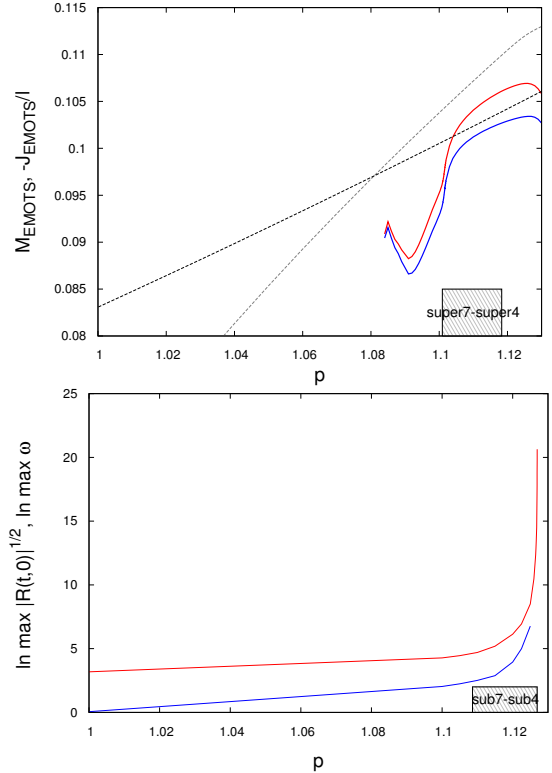 0.115
0.11
0.105
0.1
0.095
0.09
0.085
0.08
M_EMOTS, -J_EMOTS/I
super7-super4
1 1.02 1.04 1.06 1.08 1.1 1.12
p
25
20
15
10
5
0
ln max |R(t,0)|^1/2, ln max ω
sub7-sub4
1 1.02 1.04 1.06 1.08 1.1 1.12
p